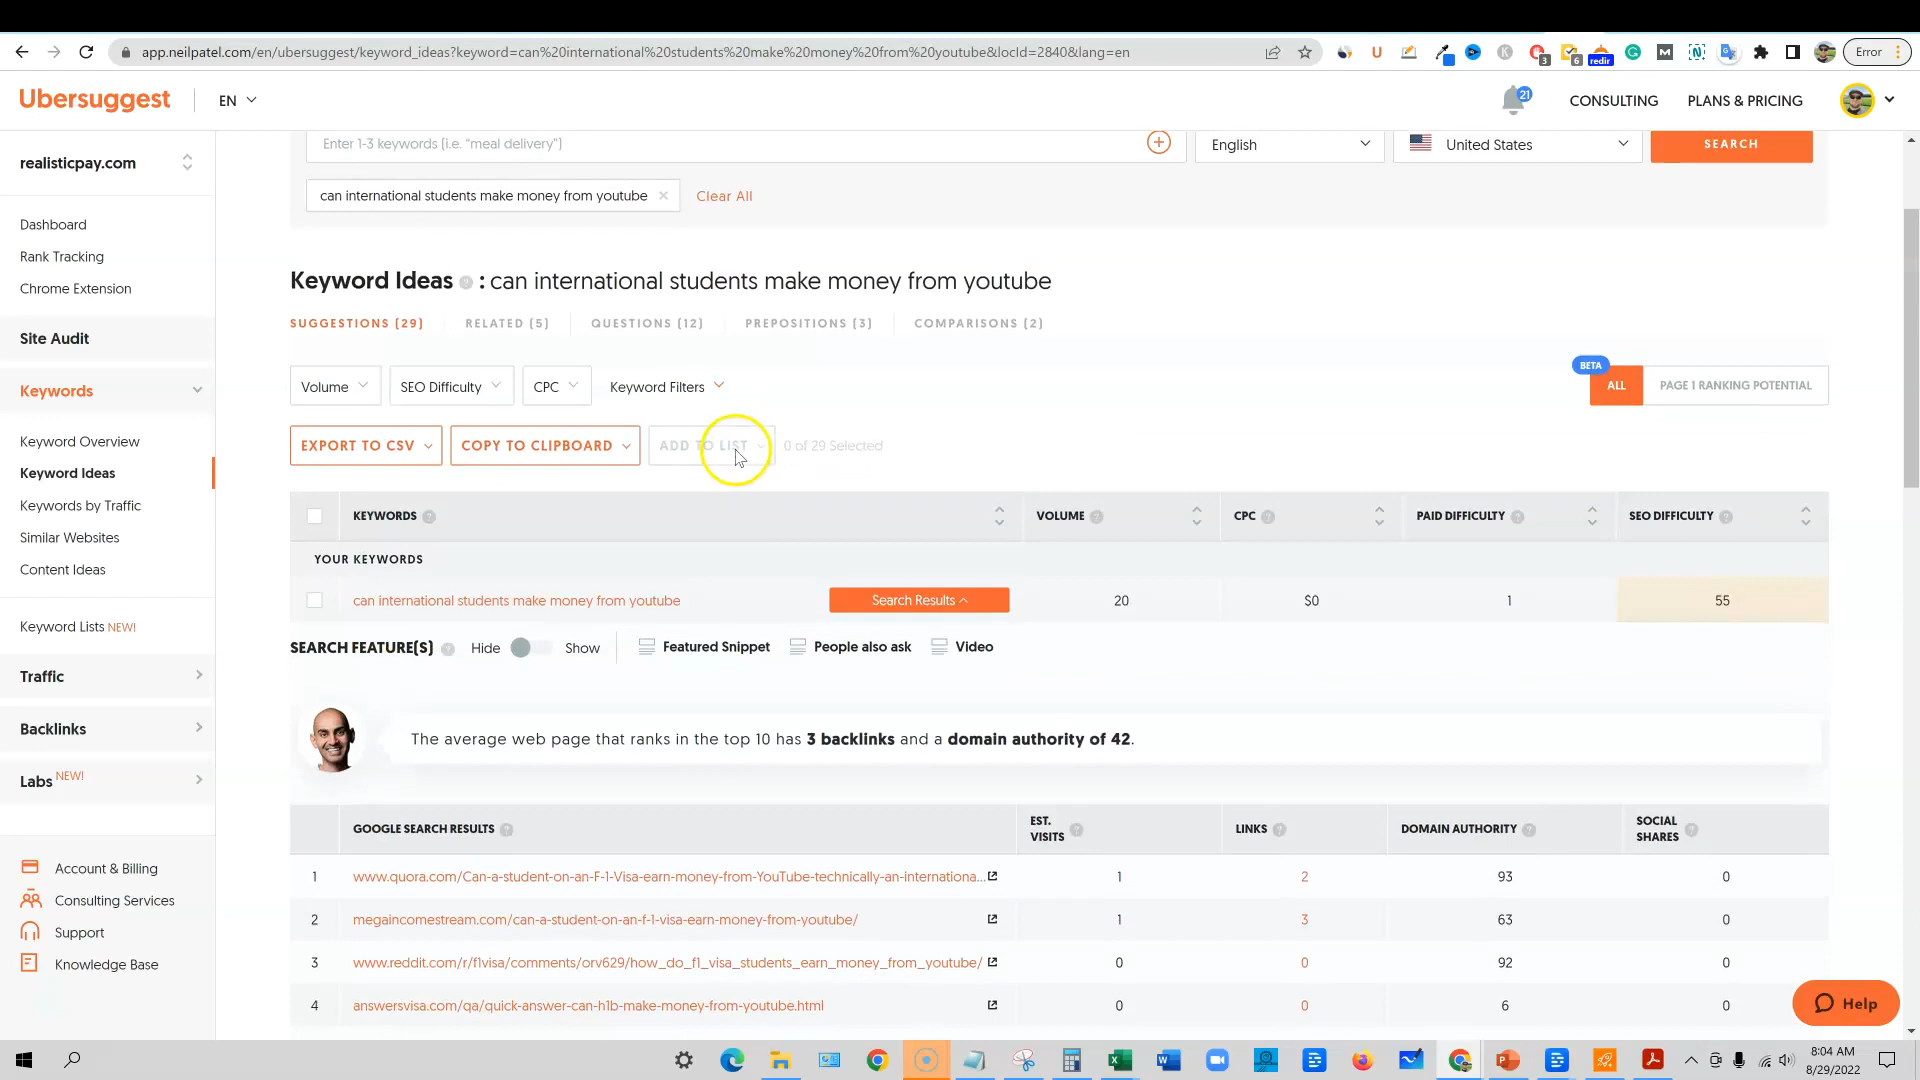 app.neilpatel.com/en/ubersuggest/keyword_ideas?keyword=can%20international%20students%20make%20money%20from%20youtube&locId=2840&lang=en
3
6
redir
Error
Ubersuggest
EN
21
CONSULTING
PLANS & PRICING
realisticpay.com
Enter 1-3 keywords (i.e. "meal delivery")
English
United States
SEARCH
can international students make money from youtube
Clear All
Dashboard
Rank Tracking
Chrome Extension
Site Audit
Keywords
Keyword Overview
Keyword Ideas
Keywords by Traffic
Similar Websites
Content Ideas
Keyword Lists NEW!
Traffic
Backlinks
Labs NEW!
Account & Billing
Consulting Services
Support
Knowledge Base
Keyword Ideas ? : can international students make money from youtube
SUGGESTIONS (29) RELATED (5) QUESTIONS (12) PREPOSITIONS (3) COMPARISONS (2)
Volume SEO Difficulty CPC Keyword Filters
BETA
ALL PAGE 1 RANKING POTENTIAL
EXPORT TO CSV COPY TO CLIPBOARD ADD TO LIST 0 of 29 Selected
KEYWORDS ? VOLUME ? CPC ? PAID DIFFICULTY ? SEO DIFFICULTY ?
YOUR KEYWORDS
can international students make money from youtube Search Results 20 $0 1 55
SEARCH FEATURE(S) ? Hide Show Featured Snippet People also ask Video
The average web page that ranks in the top 10 has 3 backlinks and a domain authority of 42.
GOOGLE SEARCH RESULTS ? EST. VISITS ? LINKS ? DOMAIN AUTHORITY ? SOCIAL SHARES ?
1 www.quora.com/Can-a-student-on-an-F-1-Visa-earn-money-from-YouTube-technically-an-internationa... 1 2 93 0
2 megaincomestream.com/can-a-student-on-an-f-1-visa-earn-money-from-youtube/ 1 3 63 0
3 www.reddit.com/r/f1visa/comments/orv629/how_do_f1_visa_students_earn_money_from_youtube/ 0 0 92 0
4 answersvisa.com/qa/quick-answer-can-h1b-make-money-from-youtube.html 0 0 6 0
Help
8:04 AM
8/29/2022